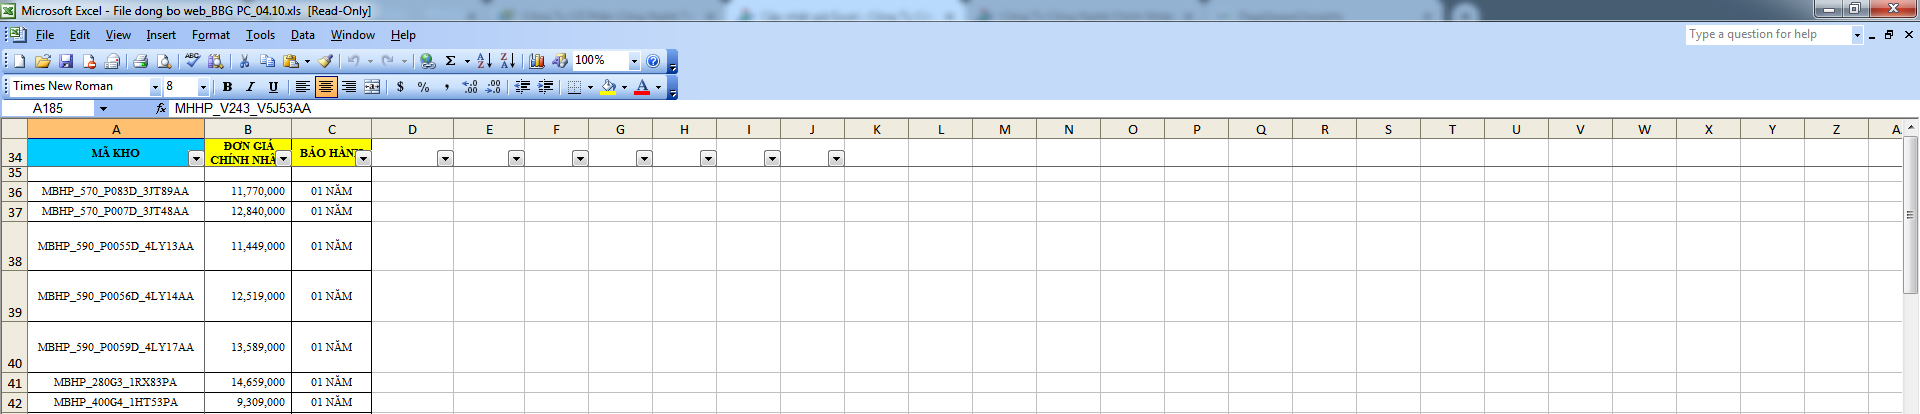 Microsoft Excel - File dong bo web_BBG PC_04.10.xls [Read-Only]
File Edit View Insert Format Tools Data Window Help
Type a question for help
100%
Times New Roman 8
A185 fx MHHP_V243_V5J53AA
A B C D E F G H I J K L M N O P Q R S T U V W X Y Z
34 MÃ KHO ĐƠN GIÁ BẢO HÀNH
CHÍNH
35
36 MBHP_570_P083D_3JT89AA 11,770,000 01 NĂM
37 MBHP_570_P007D_3JT48AA 12,840,000 01 NĂM
38 MBHP_590_P0055D_4LY13AA 11,449,000 01 NĂM
39 MBHP_590_P0056D_4LY14AA 12,519,000 01 NĂM
40 MBHP_590_P0059D_4LY17AA 13,589,000 01 NĂM
41 MBHP_280G3_1RX83PA 14,659,000 01 NĂM
42 MBHP_400G4_1HT53PA 9,309,000 01 NĂM